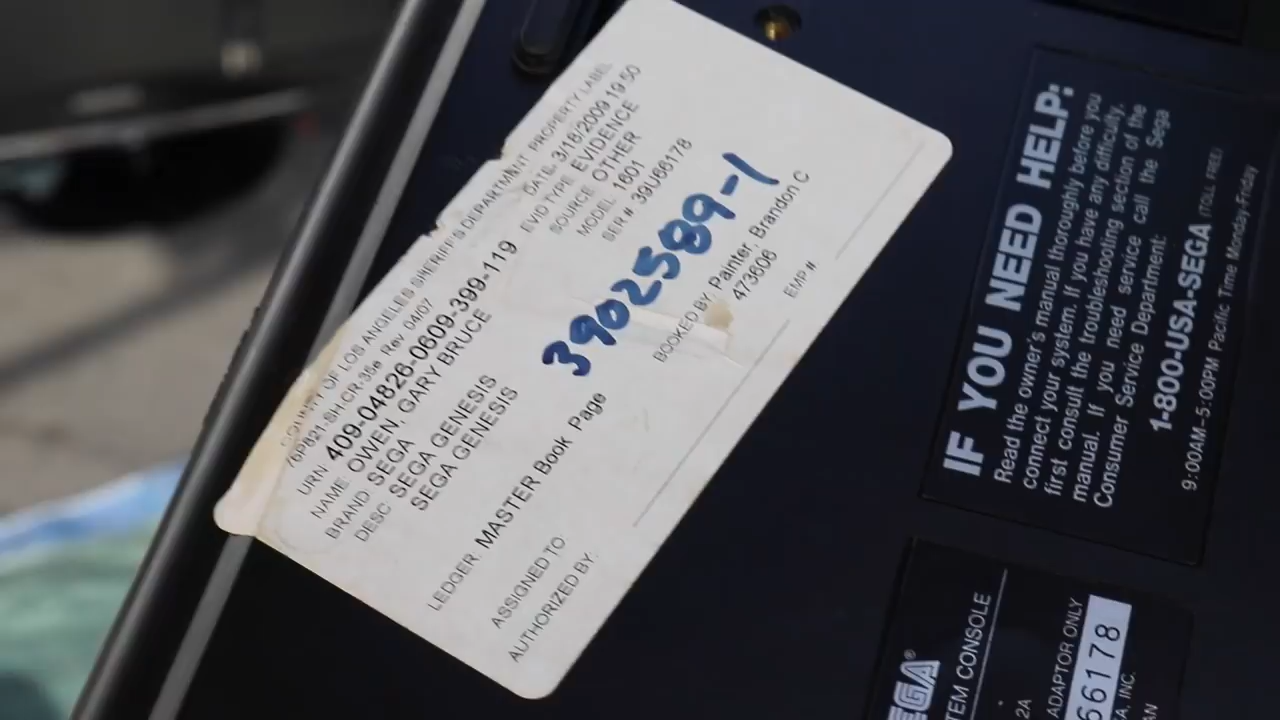 COUNTY OF LOS ANGELES SHERIFF'S DEPARTMENT PROPERTY LABEL
76P821-SH.CR-35e Rev 04/07
URN 409-04826-0609-399-119
NAME OWEN, GARY BRUCE
BRAND SEGA
DESC SEGA GENESIS
SEGA GENESIS
DATE. 3/18/2009 19:50
EVID TYPE EVIDENCE
SOURCE OTHER
MODEL 1601
SER # 39U66178
3902589-1
LEDGER. MASTER Book Page
BOOKED BY. Painter, Brandon C
473606
ASSIGNED TO
EMP #
AUTHORIZED BY.
IF YOU NEED HELP:
Read the owner's manual thoroughly before you
connect your system. If you have any difficulty,
first consult the troubleshooting section of the
manual. If you need service call the Sega
Consumer Service Department:
1-800-USA-SEGA (TOLL FREE)
9:00AM–5:00PM Pacific Time Monday-Friday
EGA®
TEM CONSOLE
2A
ADAPTOR ONLY
66178
A, INC.
AN